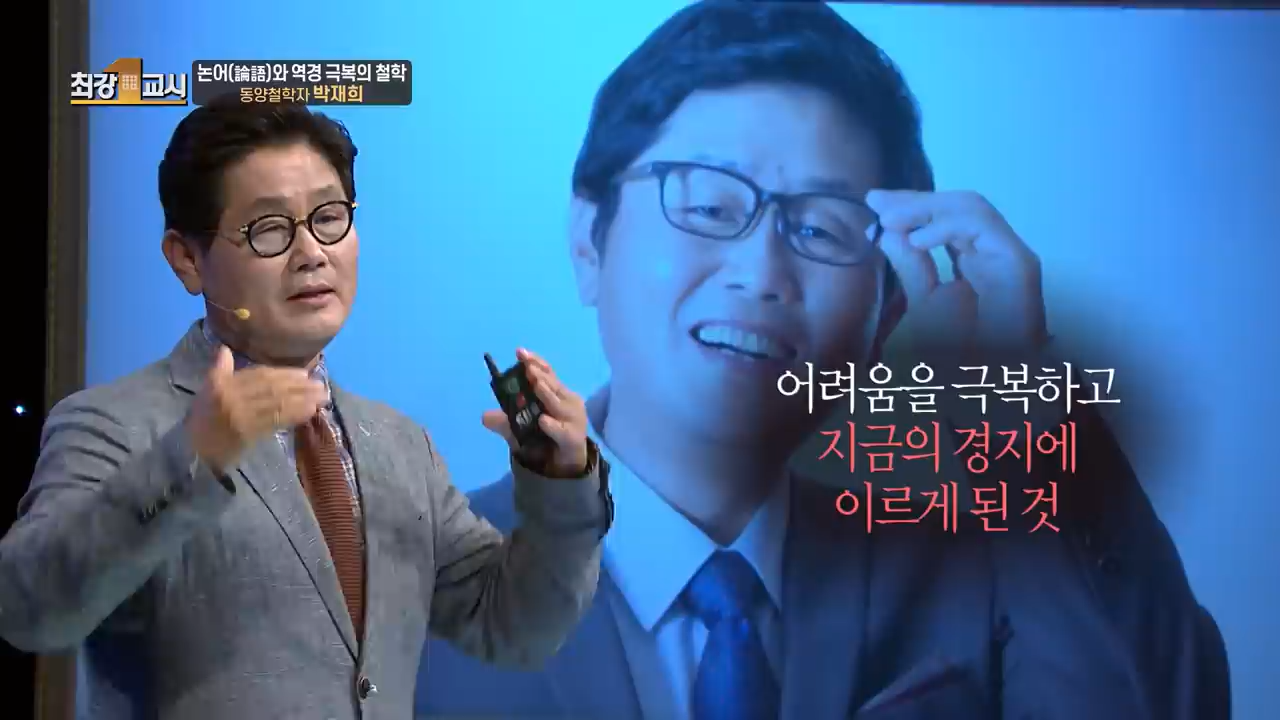 최강1교시
논어(論語)와 역경 극복의 철학
동양철학자 박재희
어려움을 극복하고
지금의 경지에
이르게 된 것